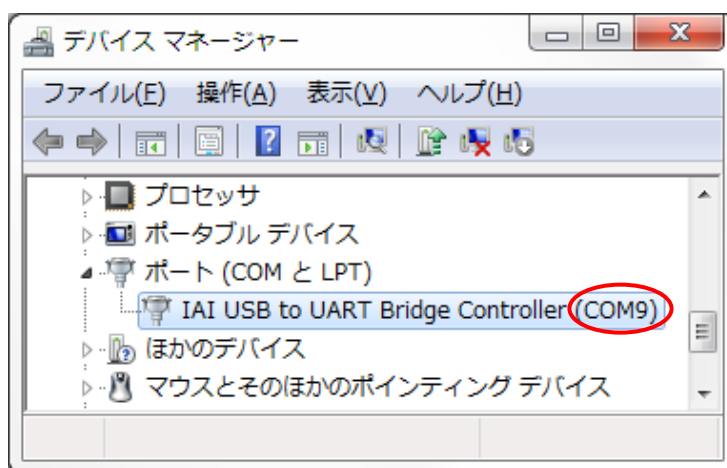 デバイス マネージャー
ファイル(F) 操作(A) 表示(V) ヘルプ(H)
プロセッサ
ポータブル デバイス
ポート (COM と LPT)
IAI USB to UART Bridge Controller (COM9)
ほかのデバイス
マウスとそのほかのポインティング デバイス